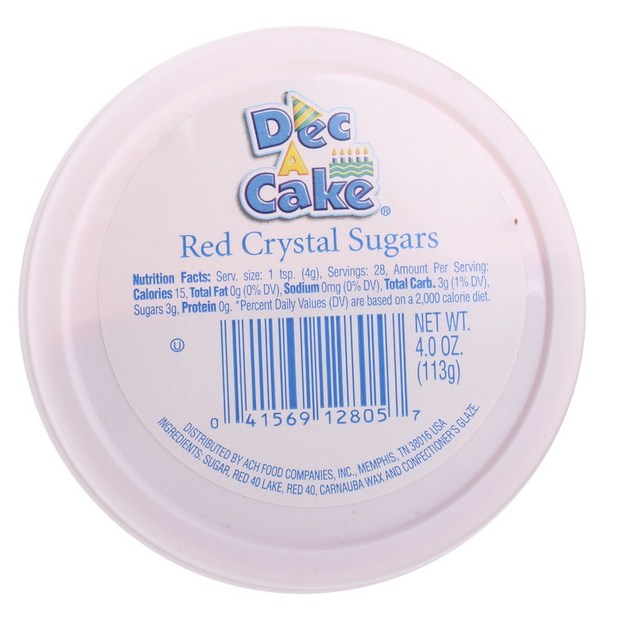 Dec
A
Cake®
Red Crystal Sugars
Nutrition Facts: Serv. size: 1 tsp. (4g), Servings: 28, Amount Per Serving:
Calories 15, Total Fat 0g (0% DV), Sodium 0mg (0% DV), Total Carb. 3g (1% DV),
Sugars 3g, Protein 0g. *Percent Daily Values (DV) are based on a 2,000 calorie diet.
U
NET WT.
4.0 OZ.
(113g)
0 41569 12805 7
DISTRIBUTED BY ACH FOOD COMPANIES, INC., MEMPHIS, TN 38016 USA
INGREDIENTS: SUGAR, RED 40 LAKE, RED 40, CARNAUBA WAX AND CONFECTIONER'S GLAZE.